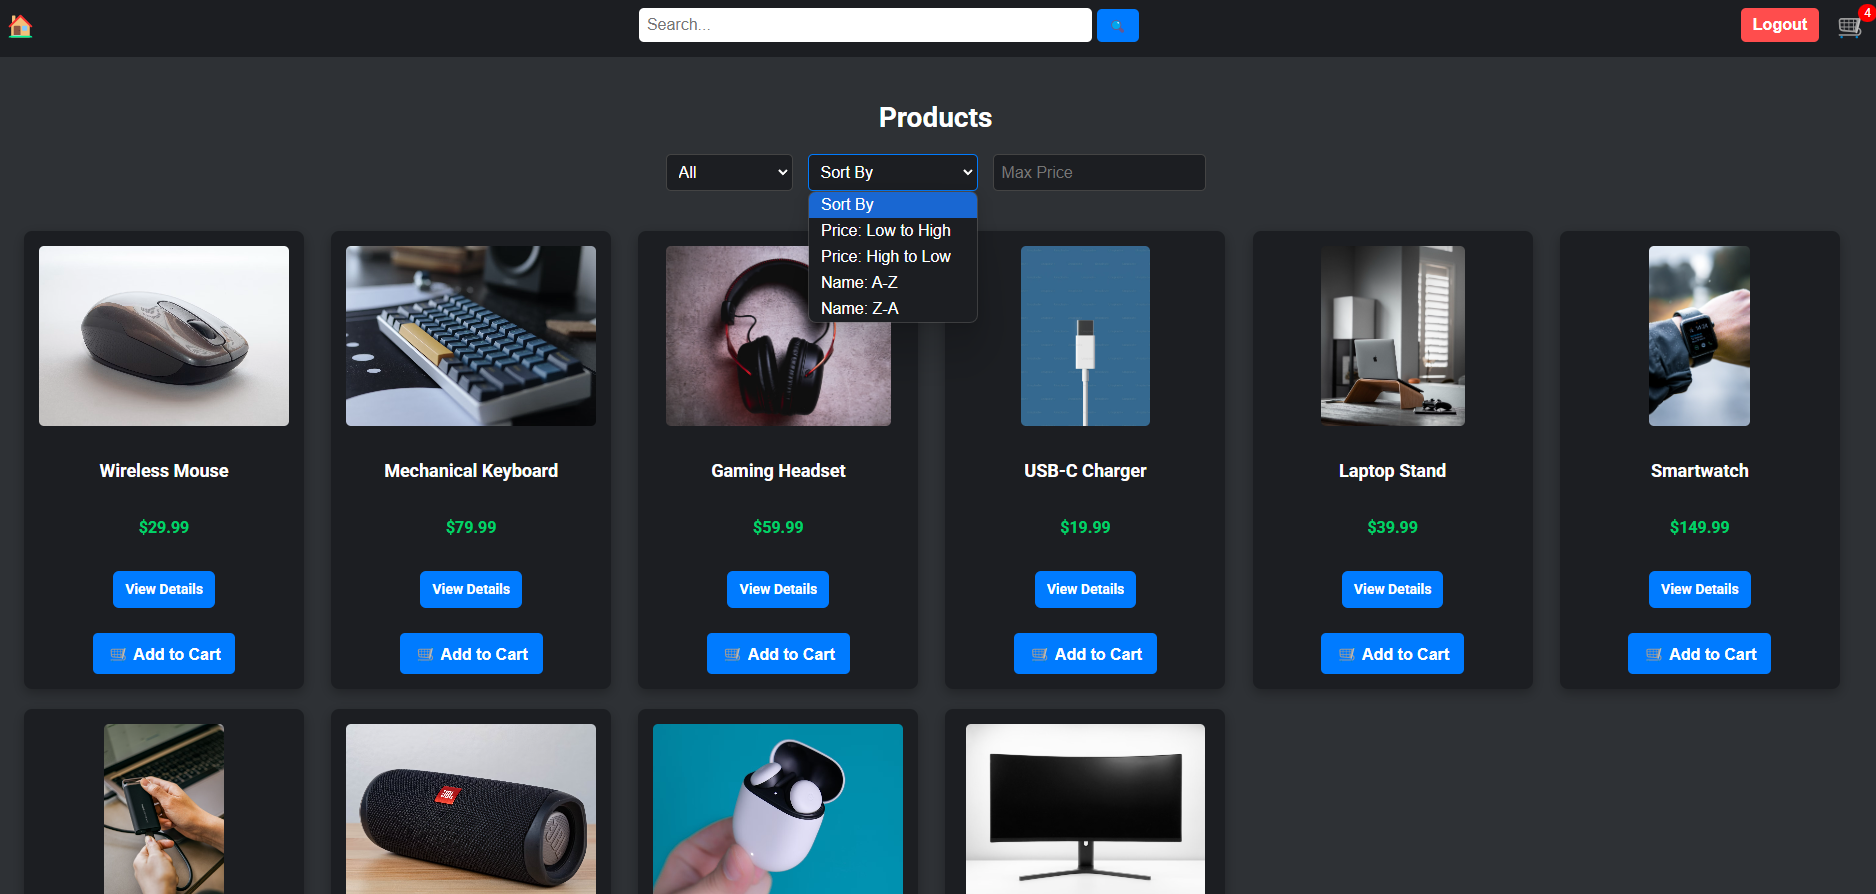 Search...
Logout
4
Products
All
Sort By
Max Price
Sort By
Price: Low to High
Price: High to Low
Name: A-Z
Name: Z-A
Wireless Mouse
Mechanical Keyboard
Gaming Headset
USB-C Charger
Laptop Stand
Smartwatch
$29.99
$79.99
$59.99
$19.99
$39.99
$149.99
View Details
View Details
View Details
View Details
View Details
View Details
Add to Cart
Add to Cart
Add to Cart
Add to Cart
Add to Cart
Add to Cart
JBL